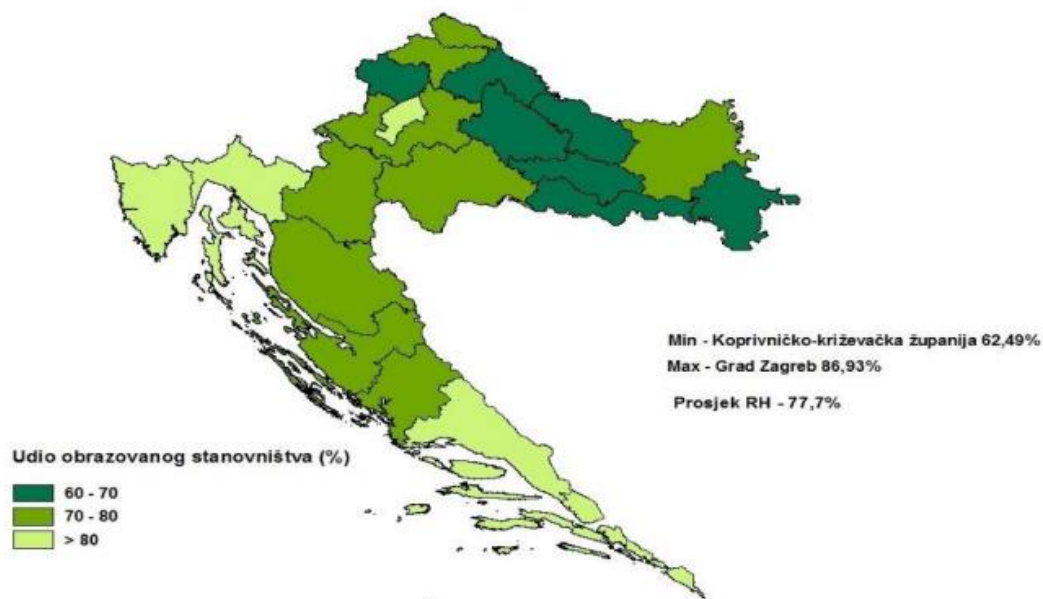 Min - Koprivničko-križevačka županija 62,49%
Max - Grad Zagreb 86,93%
Prosjek RH - 77,7%
Udio obrazovanog stanovništva (%)
60 - 70
70 - 80
> 80